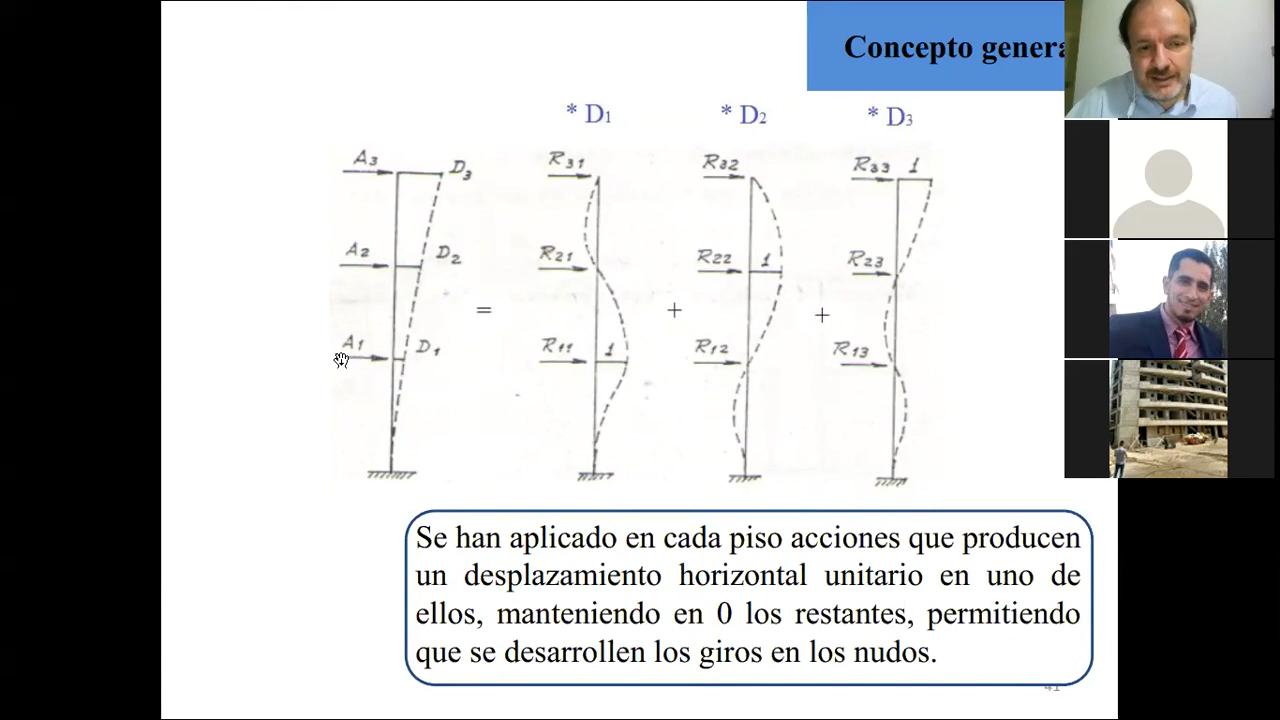 Concepto genera
* D1
* D2
* D3
A3
D3
A2
D2
A1
D1
=
R31
R21
R11
1
+
R32
R22
1
R12
+
R33
1
R23
R13
Se han aplicado en cada piso acciones que producen
un desplazamiento horizontal unitario en uno de
ellos, manteniendo en 0 los restantes, permitiendo
que se desarrollen los giros en los nudos.
41